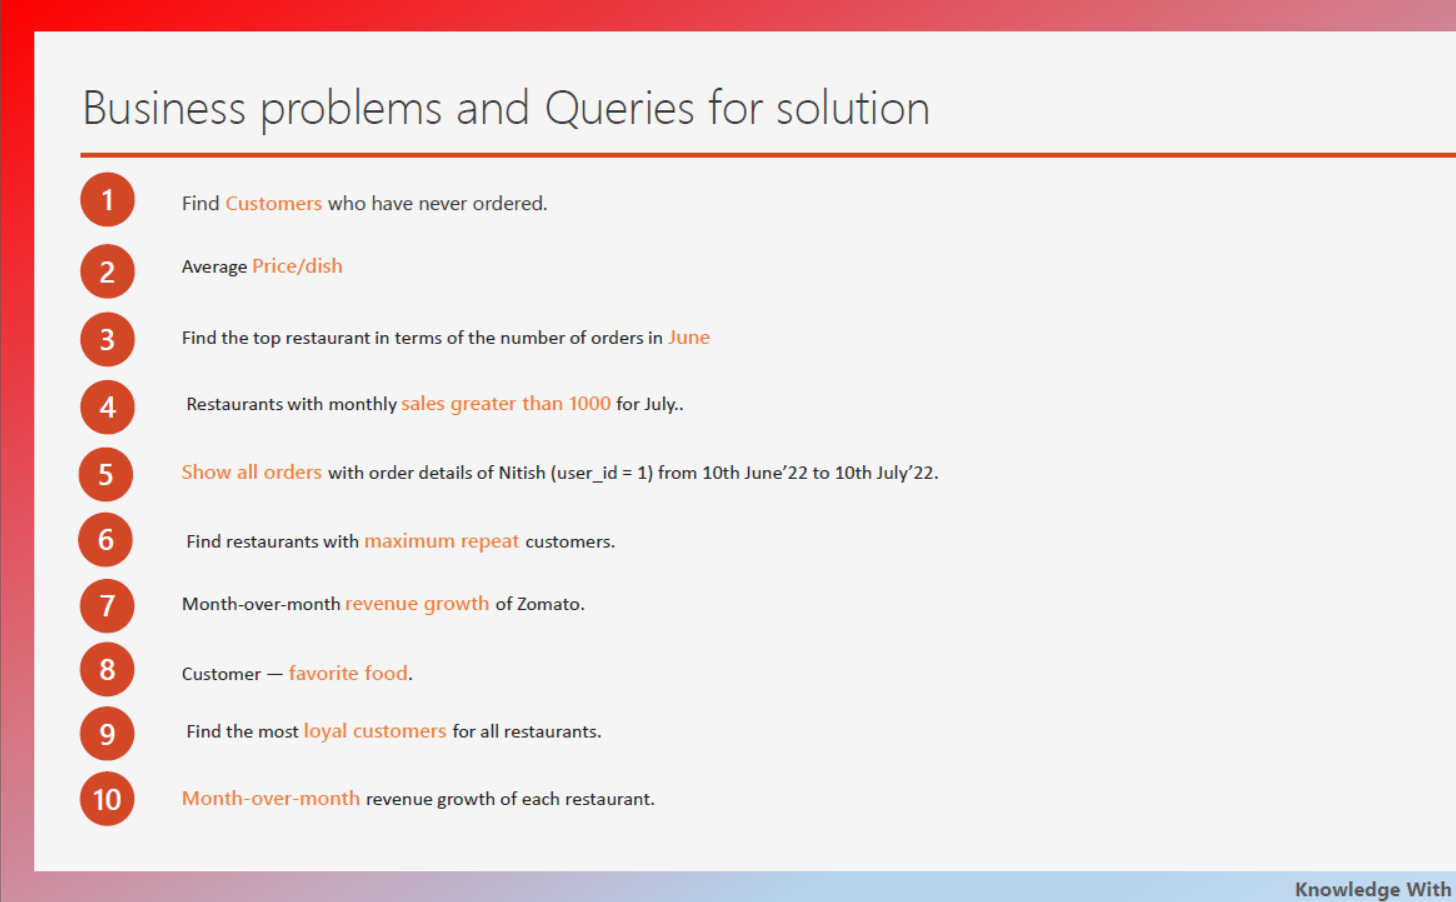 Business problems and Queries for solution
1 Find Customers who have never ordered.
2 Average Price/dish
3 Find the top restaurant in terms of the number of orders in June
4 Restaurants with monthly sales greater than 1000 for July..
5 Show all orders with order details of Nitish (user_id = 1) from 10th June’22 to 10th July’22.
6 Find restaurants with maximum repeat customers.
7 Month-over-month revenue growth of Zomato.
8 Customer — favorite food.
9 Find the most loyal customers for all restaurants.
10 Month-over-month revenue growth of each restaurant.
Knowledge With